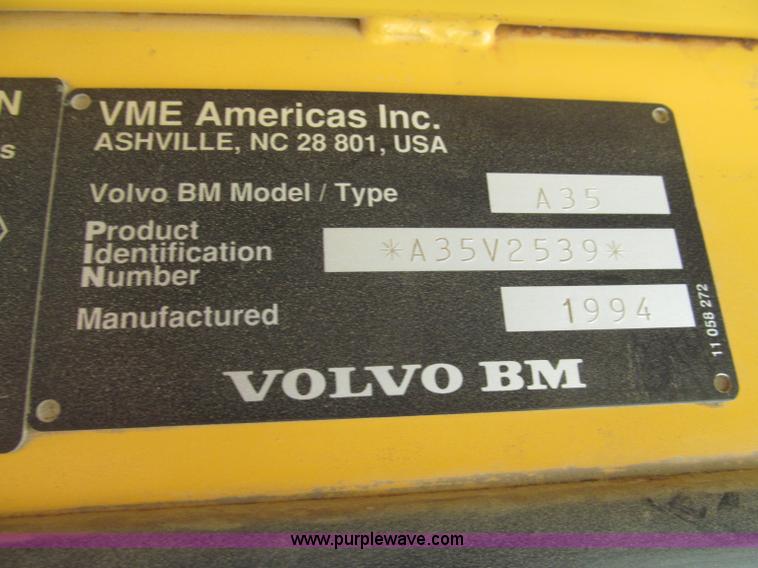 N
s
VME Americas Inc.
ASHVILLE, NC 28 801, USA
Volvo BM Model / Type A35
Product
Identification *A35V2539*
Number
Manufactured 1994
11 058 272
VOLVO BM
www.purplewave.com